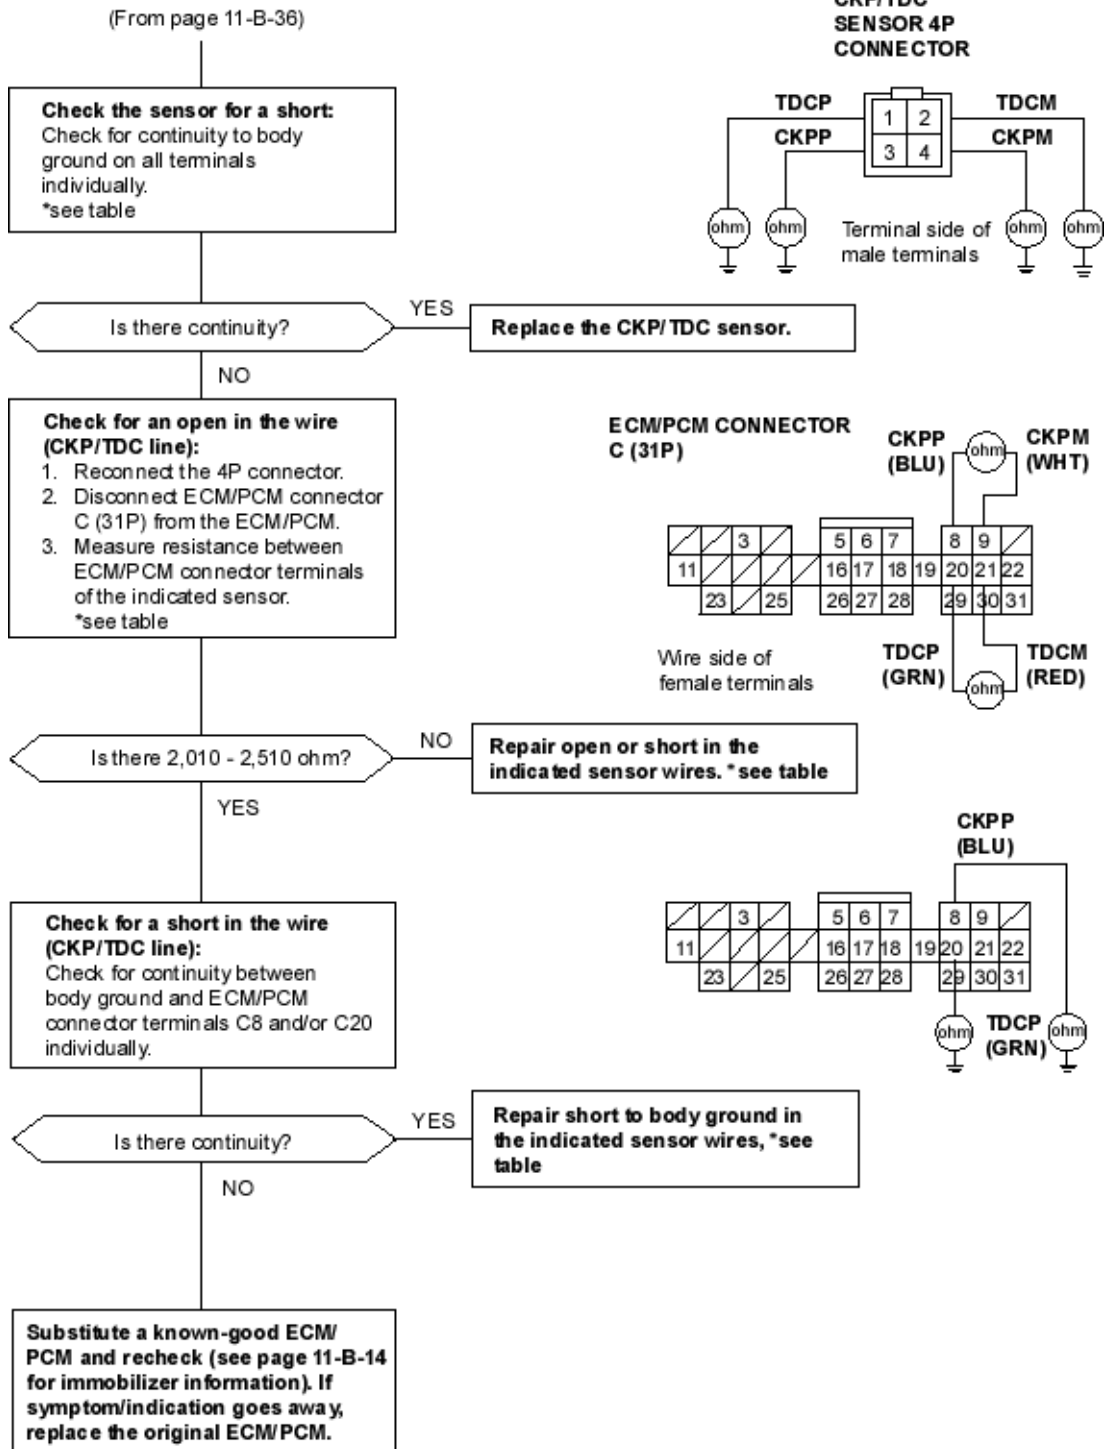 (From page 11-B-36)
CKP/TDC
SENSOR 4P
CONNECTOR
Check the sensor for a short:
Check for continuity to body
ground on all terminals
individually.
*see table
TDCP
TDCM
1 2
CKPP
CKPM
3 4
ohm ohm ohm ohm
Terminal side of
male terminals
Is there continuity?
YES
Replace the CKP/TDC sensor.
NO
Check for an open in the wire
(CKP/TDC line):
1. Reconnect the 4P connector.
2. Disconnect ECM/PCM connector
C (31P) from the ECM/PCM.
3. Measure resistance between
ECM/PCM connector terminals
of the indicated sensor.
*see table
ECM/PCM CONNECTOR
C (31P)
CKPP
(BLU)
ohm
CKPM
(WHT)
3 5 6 7 8 9
11 16 17 18 19 20 21 22
23 25 26 27 28 29 30 31
Wire side of
female terminals
TDCP
(GRN)
ohm
TDCM
(RED)
Is there 2,010 - 2,510 ohm?
NO
Repair open or short in the
indicated sensor wires. *see table
YES
CKPP
(BLU)
Check for a short in the wire
(CKP/TDC line):
Check for continuity between
body ground and ECM/PCM
connector terminals C8 and/or C20
individually.
3 5 6 7 8 9
11 16 17 18 19 20 21 22
23 25 26 27 28 29 30 31
ohm
TDCP
(GRN)
ohm
Is there continuity?
YES
Repair short to body ground in
the indicated sensor wires, *see
table
NO
Substitute a known-good ECM/
PCM and recheck (see page 11-B-14
for immobilizer information). If
symptom/indication goes away,
replace the original ECM/PCM.